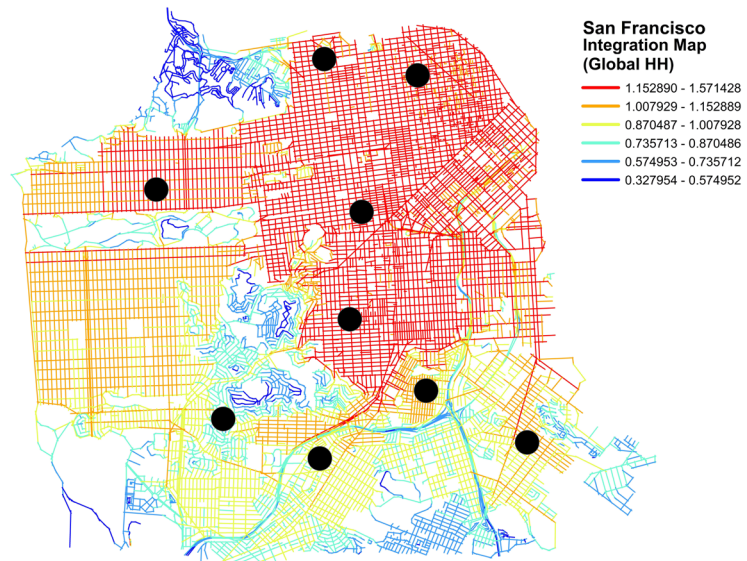 San Francisco
Integration Map
(Global HH)
1.152890 - 1.571428
1.007929 - 1.152889
0.870487 - 1.007928
0.735713 - 0.870486
0.574953 - 0.735712
0.327954 - 0.574952